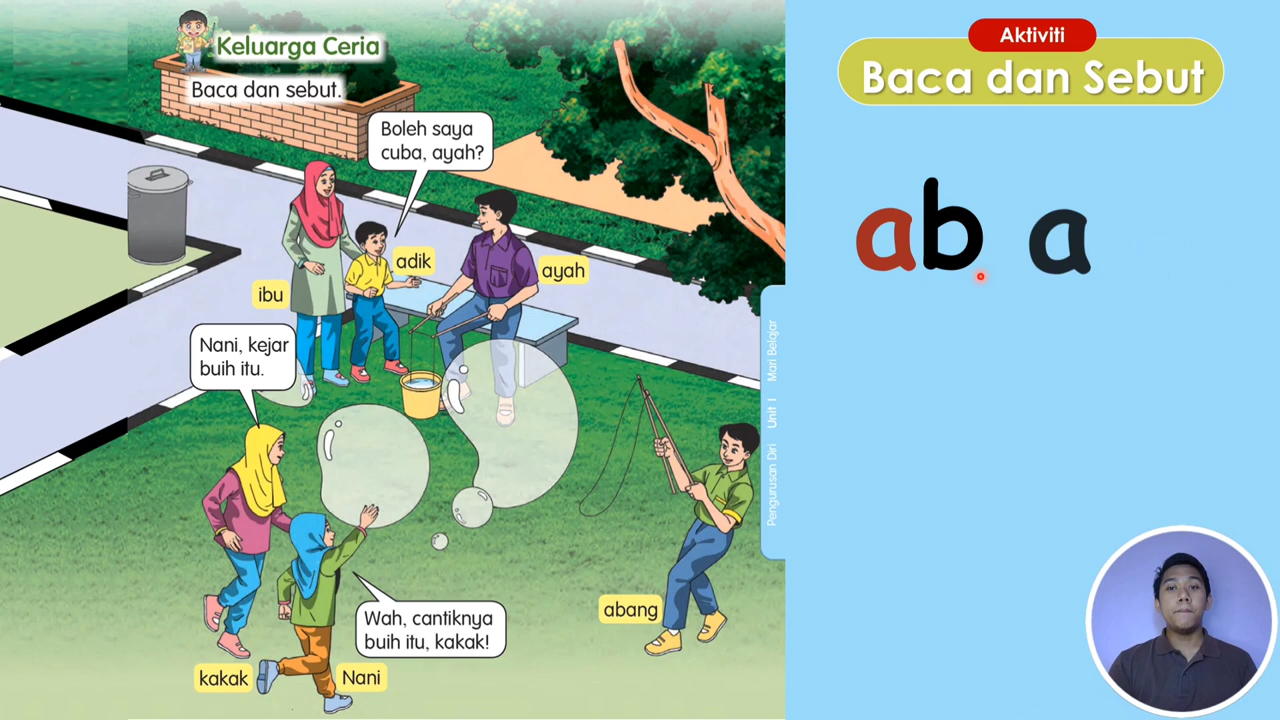 Keluarga Ceria
Baca dan sebut.
Boleh saya
cuba, ayah?
adik
ayah
ibu
Nani, kejar
buih itu.
Wah, cantiknya
buih itu, kakak!
abang
kakak
Nani
Pengurusan Diri Unit 1 Mari Belajar
Aktiviti
Baca dan Sebut
ab a